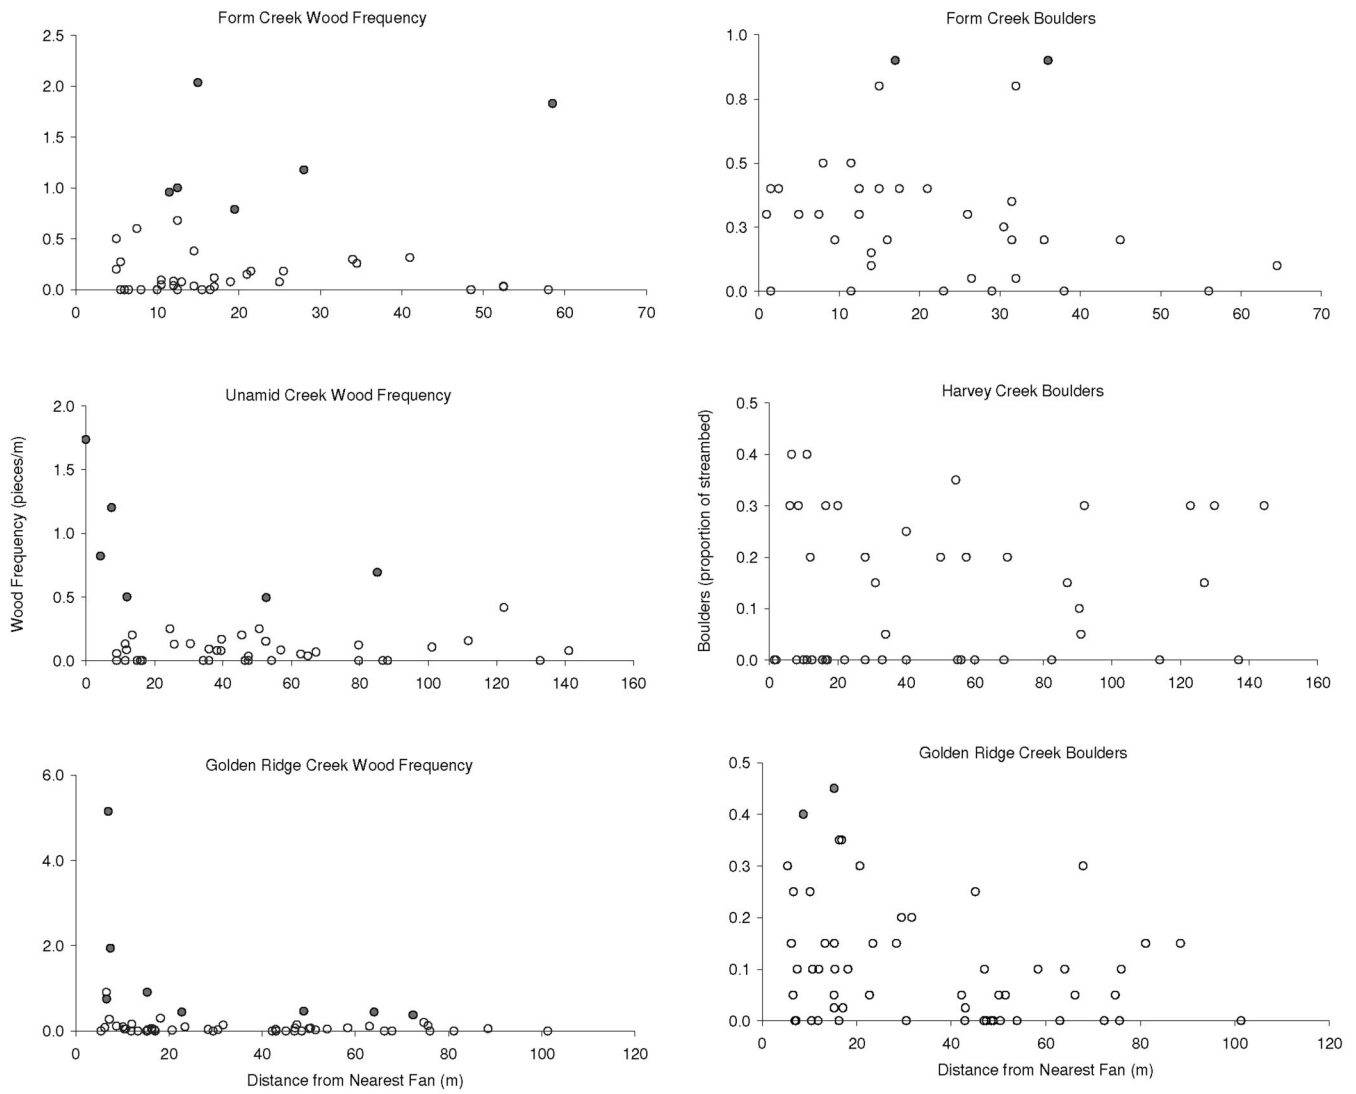 Form Creek Wood Frequency
2.5
2.0
1.5
1.0
0.5
0.0
0 10 20 30 40 50 60 70
Form Creek Boulders
1.0
0.8
0.5
0.3
0.0
0 10 20 30 40 50 60 70
Wood Frequency (pieces/m)
Unamid Creek Wood Frequency
2.0
1.5
1.0
0.5
0.0
0 20 40 60 80 100 120 140 160
Boulders (proportion of streambed)
Harvey Creek Boulders
0.5
0.4
0.3
0.2
0.1
0.0
0 20 40 60 80 100 120 140 160
Golden Ridge Creek Wood Frequency
6.0
4.0
2.0
0.0
0 20 40 60 80 100 120
Distance from Nearest Fan (m)
Golden Ridge Creek Boulders
0.5
0.4
0.3
0.2
0.1
0.0
0 20 40 60 80 100 120
Distance from Nearest Fan (m)